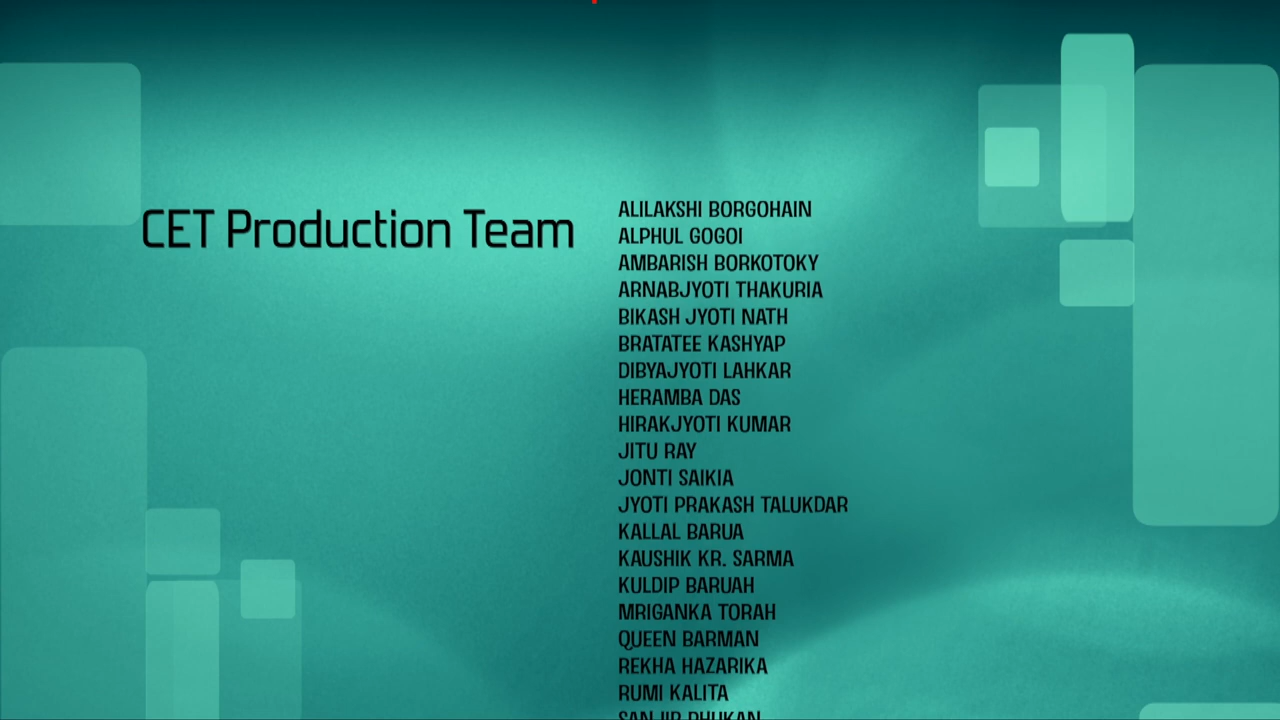 CET Production Team
ALILAKSHI BORGOHAIN
ALPHUL GOGOI
AMBARISH BORKOTOKY
ARNABJYOTI THAKURIA
BIKASH JYOTI NATH
BRATATEE KASHYAP
DIBYAJYOTI LAHKAR
HERAMBA DAS
HIRAKJYOTI KUMAR
JITU RAY
JONTI SAIKIA
JYOTI PRAKASH TALUKDAR
KALLAL BARUA
KAUSHIK KR. SARMA
KULDIP BARUAH
MRIGANKA TORAH
QUEEN BARMAN
REKHA HAZARIKA
RUMI KALITA